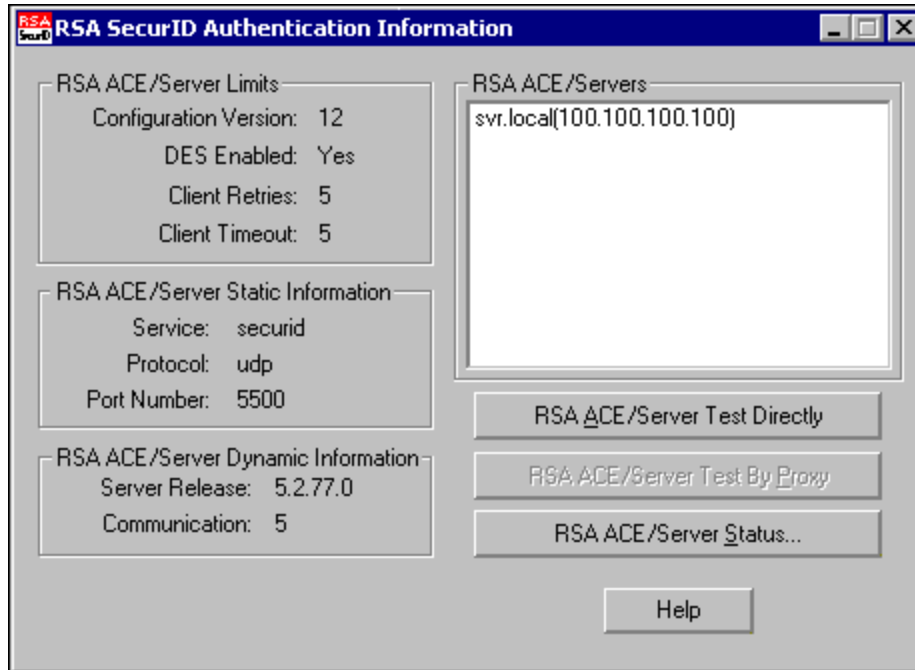 RSA SecurID
RSA SecurID Authentication Information
RSA ACE/Server Limits
Configuration Version: 12
DES Enabled: Yes
Client Retries: 5
Client Timeout: 5
RSA ACE/Server Static Information
Service: securid
Protocol: udp
Port Number: 5500
RSA ACE/Server Dynamic Information
Server Release: 5.2.77.0
Communication: 5
RSA ACE/Servers
svr.local(100.100.100.100)
RSA ACE/Server Test Directly
RSA ACE/Server Test By Proxy
RSA ACE/Server Status...
Help